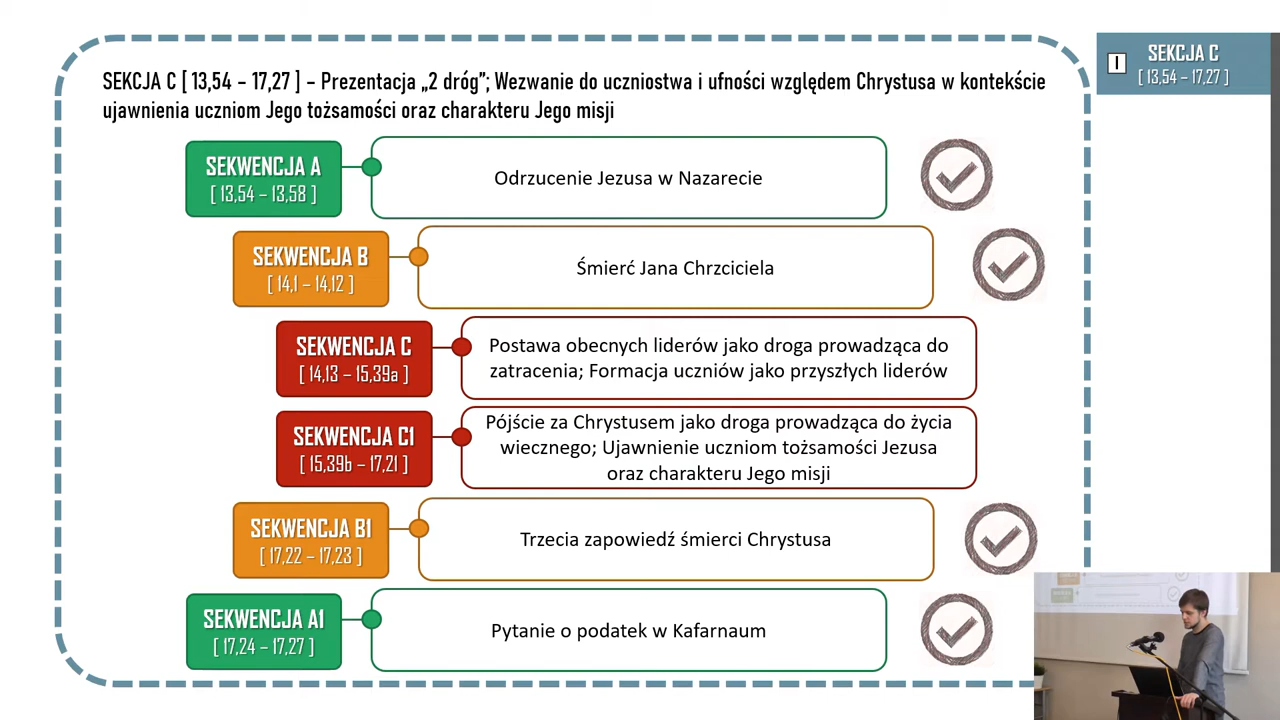 SEKCJA C [ 13,54 – 17,27 ] – Prezentacja „2 dróg”; Wezwanie do uczniostwa i ufności względem Chrystusa w kontekście
ujawnienia uczniom Jego tożsamości oraz charakteru Jego misji
I
SEKCJA C
[ 13,54 – 17,27 ]
SEKWENCJA A
[ 13,54 – 13,58 ]
Odrzucenie Jezusa w Nazarecie
SEKWENCJA B
[ 14,1 – 14,12 ]
Śmierć Jana Chrzciciela
SEKWENCJA C
[ 14,13 – 15,39a ]
Postawa obecnych liderów jako droga prowadząca do
zatracenia; Formacja uczniów jako przyszłych liderów
SEKWENCJA C1
[ 15,39b – 17,21 ]
Pójście za Chrystusem jako droga prowadząca do życia
wiecznego; Ujawnienie uczniom tożsamości Jezusa
oraz charakteru Jego misji
SEKWENCJA B1
[ 17,22 – 17,23 ]
Trzecia zapowiedź śmierci Chrystusa
SEKWENCJA A1
[ 17,24 – 17,27 ]
Pytanie o podatek w Kafarnaum